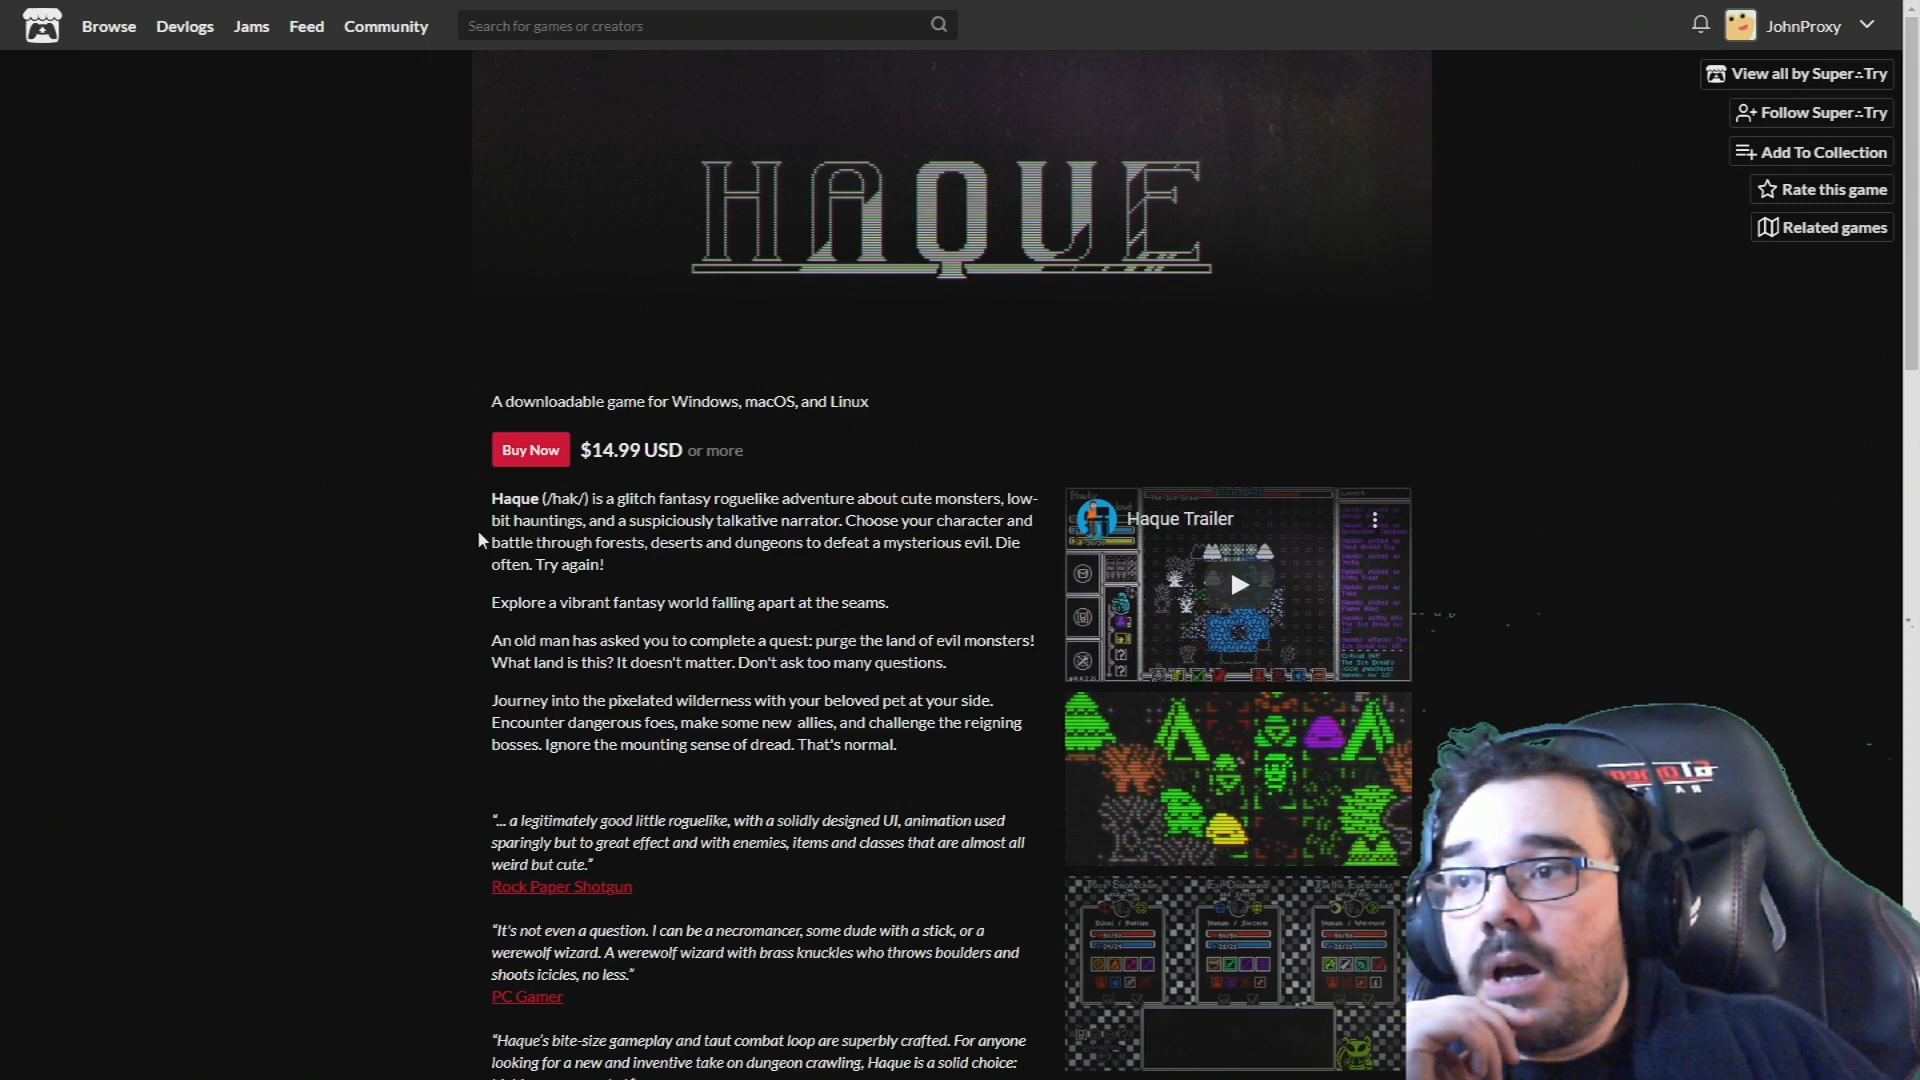 Browse Devlogs Jams Feed Community Search for games or creators JohnProxy
View all by Super∴Try
Follow Super∴Try
Add To Collection
Rate this game
Related games
HAQUE
A downloadable game for Windows, macOS, and Linux
Buy Now $14.99 USD or more
Haque (/hak/) is a glitch fantasy roguelike adventure about cute monsters, low-
bit hauntings, and a suspiciously talkative narrator. Choose your character and
battle through forests, deserts and dungeons to defeat a mysterious evil. Die
often. Try again!
Explore a vibrant fantasy world falling apart at the seams.
An old man has asked you to complete a quest: purge the land of evil monsters!
What land is this? It doesn't matter. Don't ask too many questions.
Journey into the pixelated wilderness with your beloved pet at your side.
Encounter dangerous foes, make some new allies, and challenge the reigning
bosses. Ignore the mounting sense of dread. That's normal.
"... a legitimately good little roguelike, with a solidly designed UI, animation used
sparingly but to great effect and with enemies, items and classes that are almost all
weird but cute."
Rock Paper Shotgun
"It's not even a question. I can be a necromancer, some dude with a stick, or a
werewolf wizard. A werewolf wizard with brass knuckles who throws boulders and
shoots icicles, no less."
PC Gamer
"Haque's bite-size gameplay and taut combat loop are superbly crafted. For anyone
looking for a new and inventive take on dungeon crawling, Haque is a solid choice:
Haque Trailer